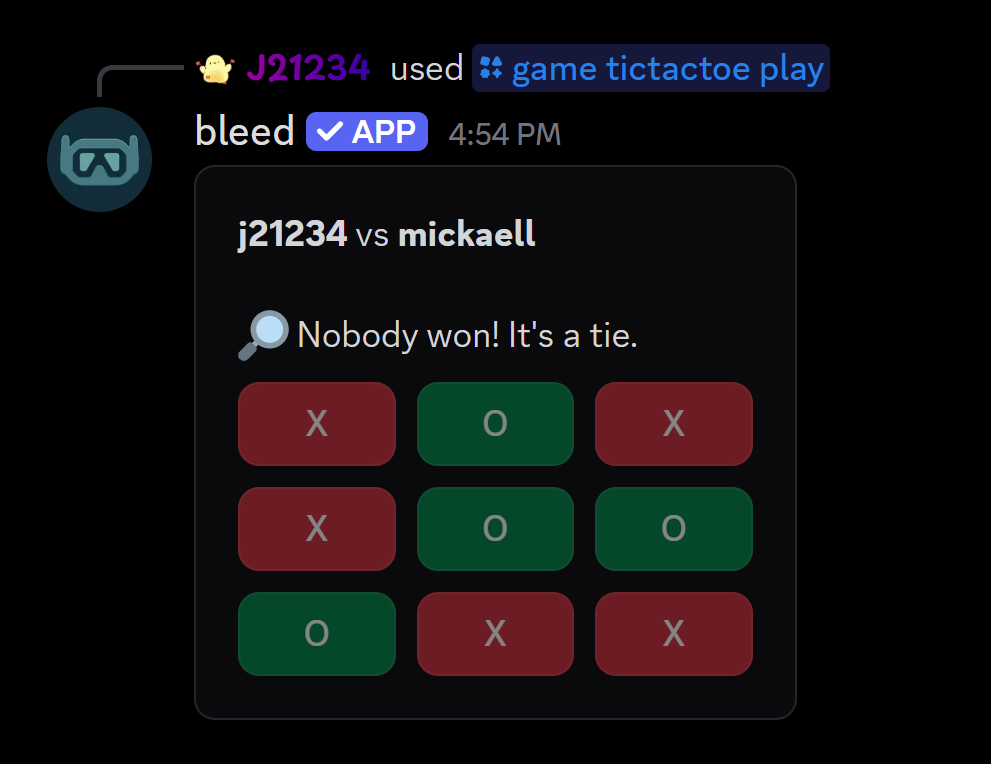 J21234 used game tictactoe play
bleed APP 4:54 PM
j21234 vs mickaell
Nobody won! It's a tie.
X O X
X O O
O X X